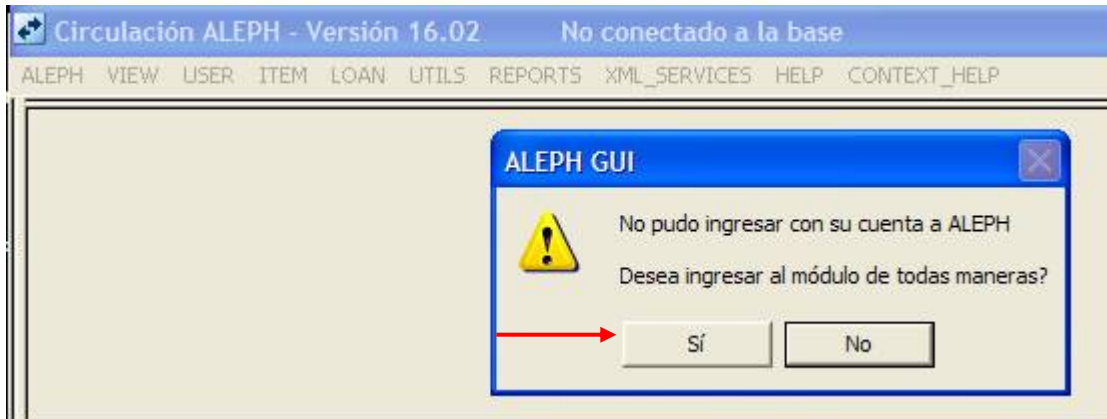 Circulación ALEPH - Versión 16.02 No conectado a la base
ALEPH VIEW USER ITEM LOAN UTILS REPORTS XML_SERVICES HELP CONTEXT_HELP
ALEPH GUI
No pudo ingresar con su cuenta a ALEPH
Desea ingresar al módulo de todas maneras?
Sí No